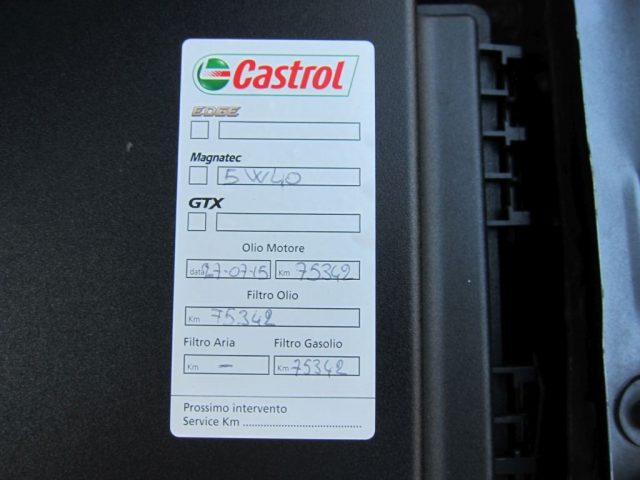 Castrol
EDGE
Magnatec
5W40
GTX
Olio Motore
data 27-07-15 Km 75342
Filtro Olio
Km 75342
Filtro Aria Filtro Gasolio
Km - Km 75342
Prossimo intervento
Service Km ........................